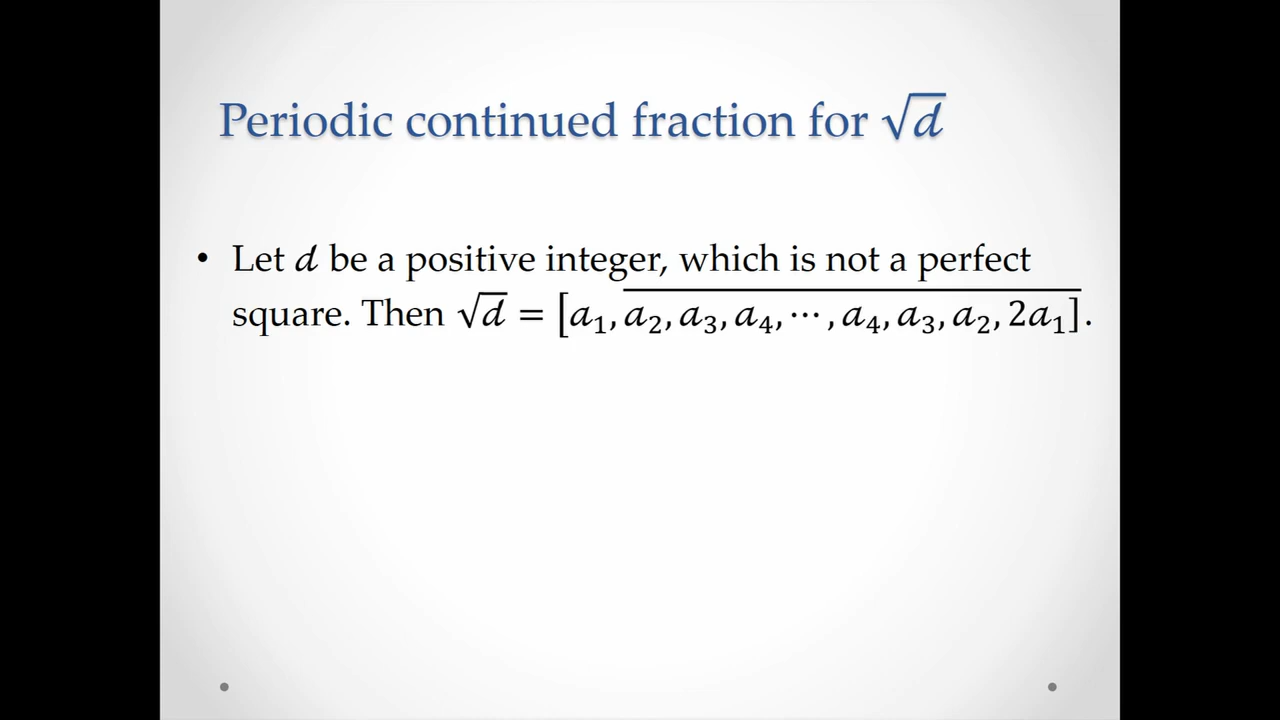 Periodic continued fraction for √d
• Let d be a positive integer, which is not a perfect
square. Then √d = [a₁, a₂, a₃, a₄, ⋯ , a₄, a₃, a₂, 2a₁].